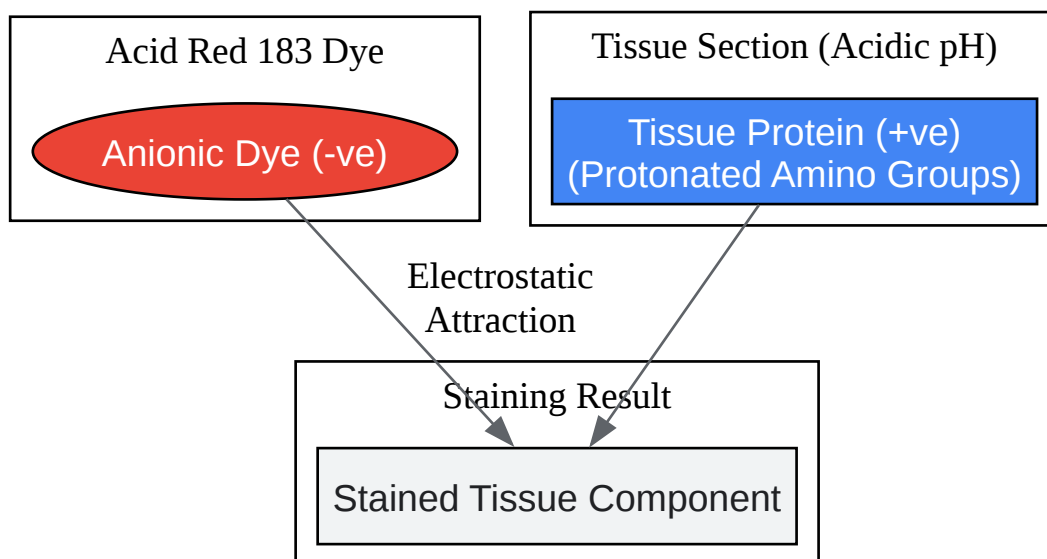 Acid Red 183 Dye
Anionic Dye (-ve)
Tissue Section (Acidic pH)
Tissue Protein (+ve)
(Protonated Amino Groups)
Electrostatic
Attraction
Staining Result
Stained Tissue Component